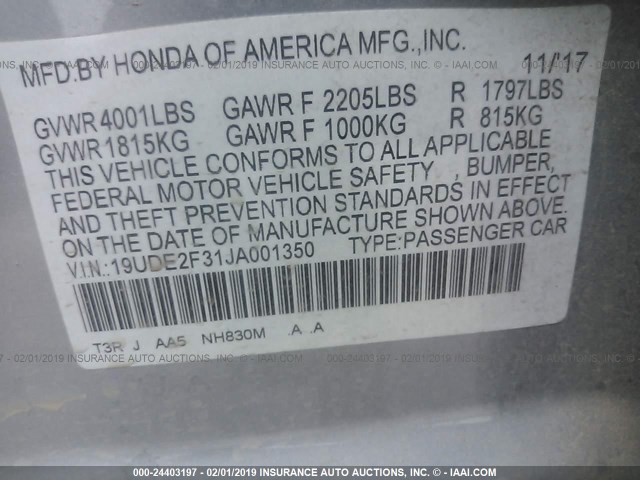 MFD.BY HONDA OF AMERICA MFG.,INC. 11/17
GVWR 4001LBS GAWR F 2205LBS R 1797LBS
GVWR 1815KG GAWR F 1000KG R 815KG
THIS VEHICLE CONFORMS TO ALL APPLICABLE
FEDERAL MOTOR VEHICLE SAFETY , BUMPER,
AND THEFT PREVENTION STANDARDS IN EFFECT
ON THE DATE OF MANUFACTURE SHOWN ABOVE.
V.I.N.:19UDE2F31JA001350 TYPE:PASSENGER CAR
T3R J AA5 NH830M .A .A
000-24403197 - 02/01/2019 INSURANCE AUTO AUCTIONS, INC. - © IAAI.COM